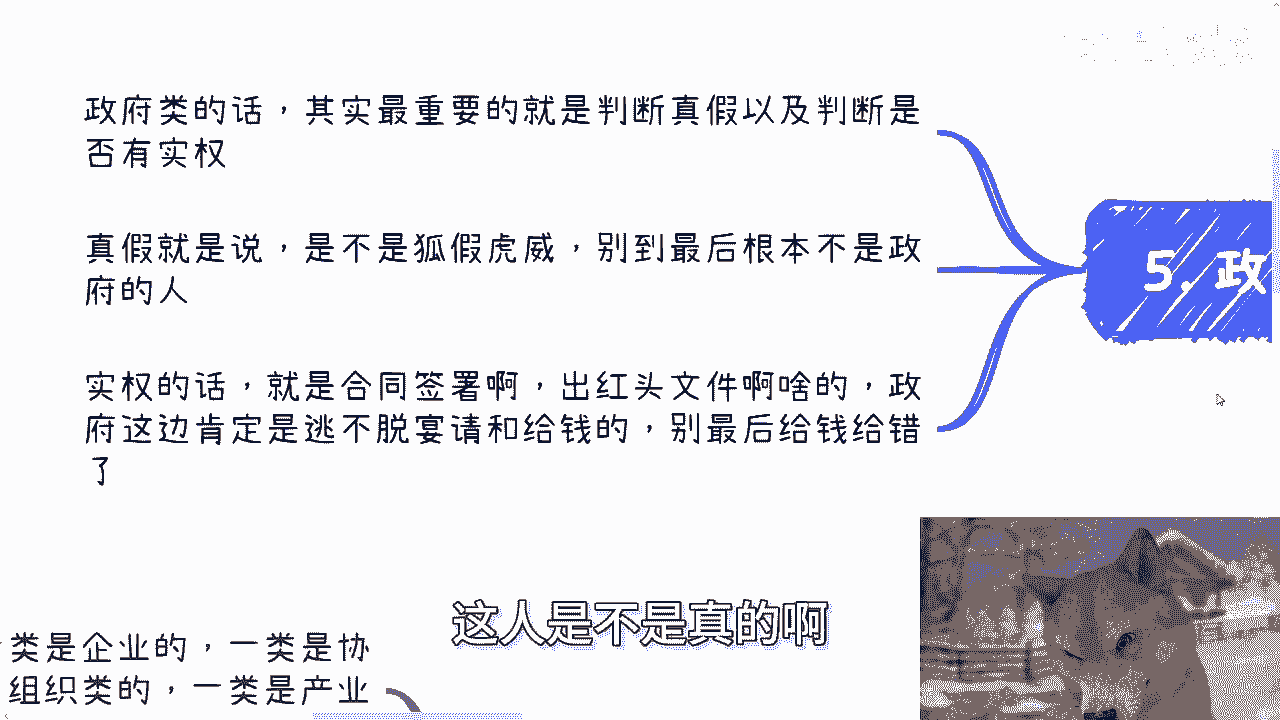 政府类的话，其实最重要的就是判断真假以及判断是
否有实权
真假就是说，是不是狐假虎威，别到最后根本不是政
府的人
实权的话，就是合同签署啊，出红头文件啊啥的，政
府这边肯定是逃不脱宴请和给钱的，别最后给钱给错
了
5. 政
这人是不是真的啊
类是企业的，一类是协
组织类的，一类是产业